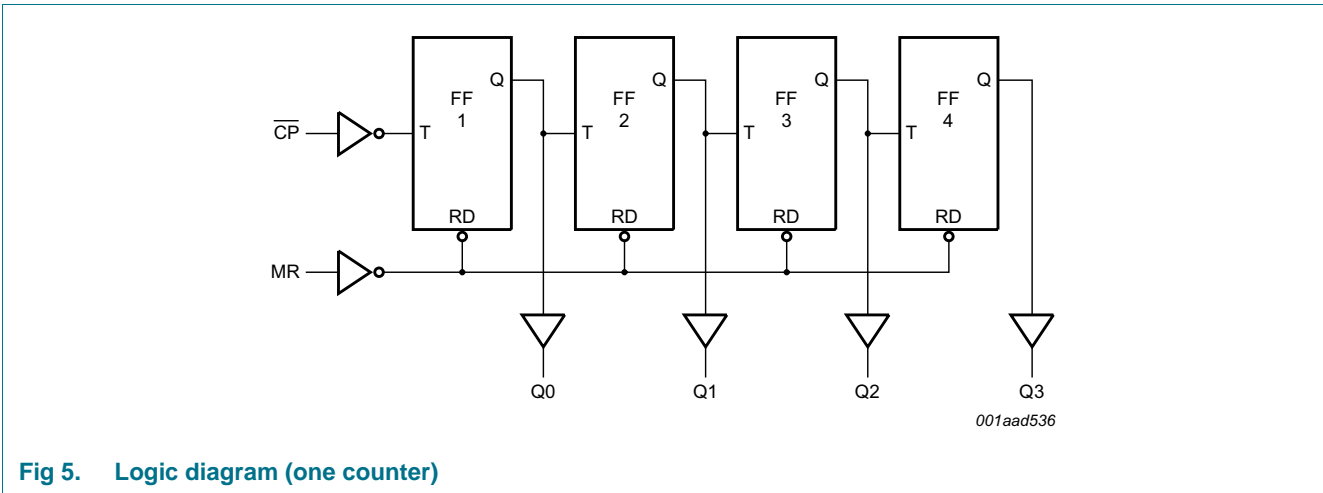 Q Q Q Q
FF FF FF FF
1 2 3 4
CP T T T T
RD RD RD RD
MR
Q0 Q1 Q2 Q3
001aad536
Fig 5. Logic diagram (one counter)